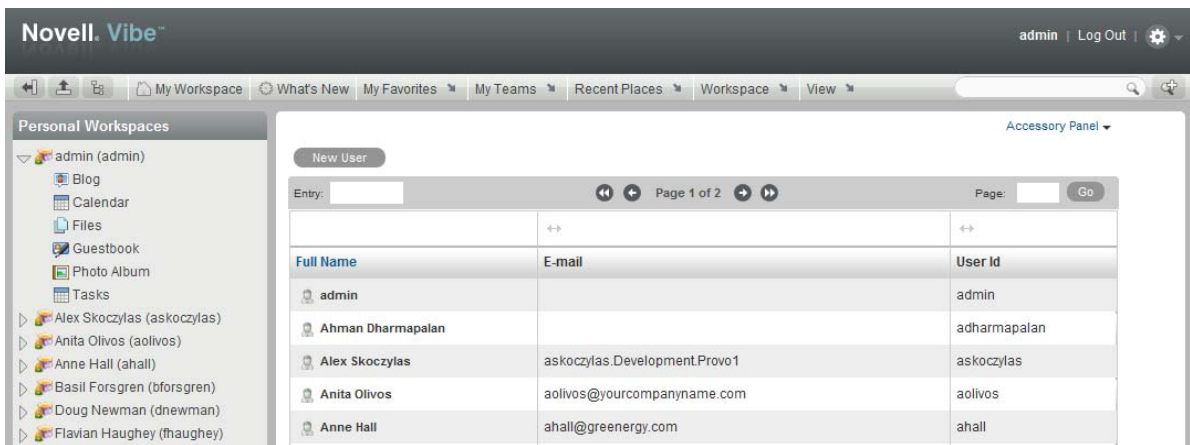 Novell. Vibe™
admin | Log Out |
My Workspace What's New My Favorites My Teams Recent Places Workspace View
Personal Workspaces
admin (admin)
Blog
Calendar
Files
Guestbook
Photo Album
Tasks
Alex Skoczylas (askoczylas)
Anita Olivos (aolivos)
Anne Hall (ahall)
Basil Forsgren (bforsgren)
Doug Newman (dnewman)
Flavian Haughey (fhaughey)
Accessory Panel
New User
Entry: Page 1 of 2 Page: Go
Full Name E-mail User Id
admin admin
Ahman Dharmapalan adharmapalan
Alex Skoczylas askoczylas.Development.Provo1 askoczylas
Anita Olivos aolivos@yourcompanyname.com aolivos
Anne Hall ahall@greenergy.com ahall